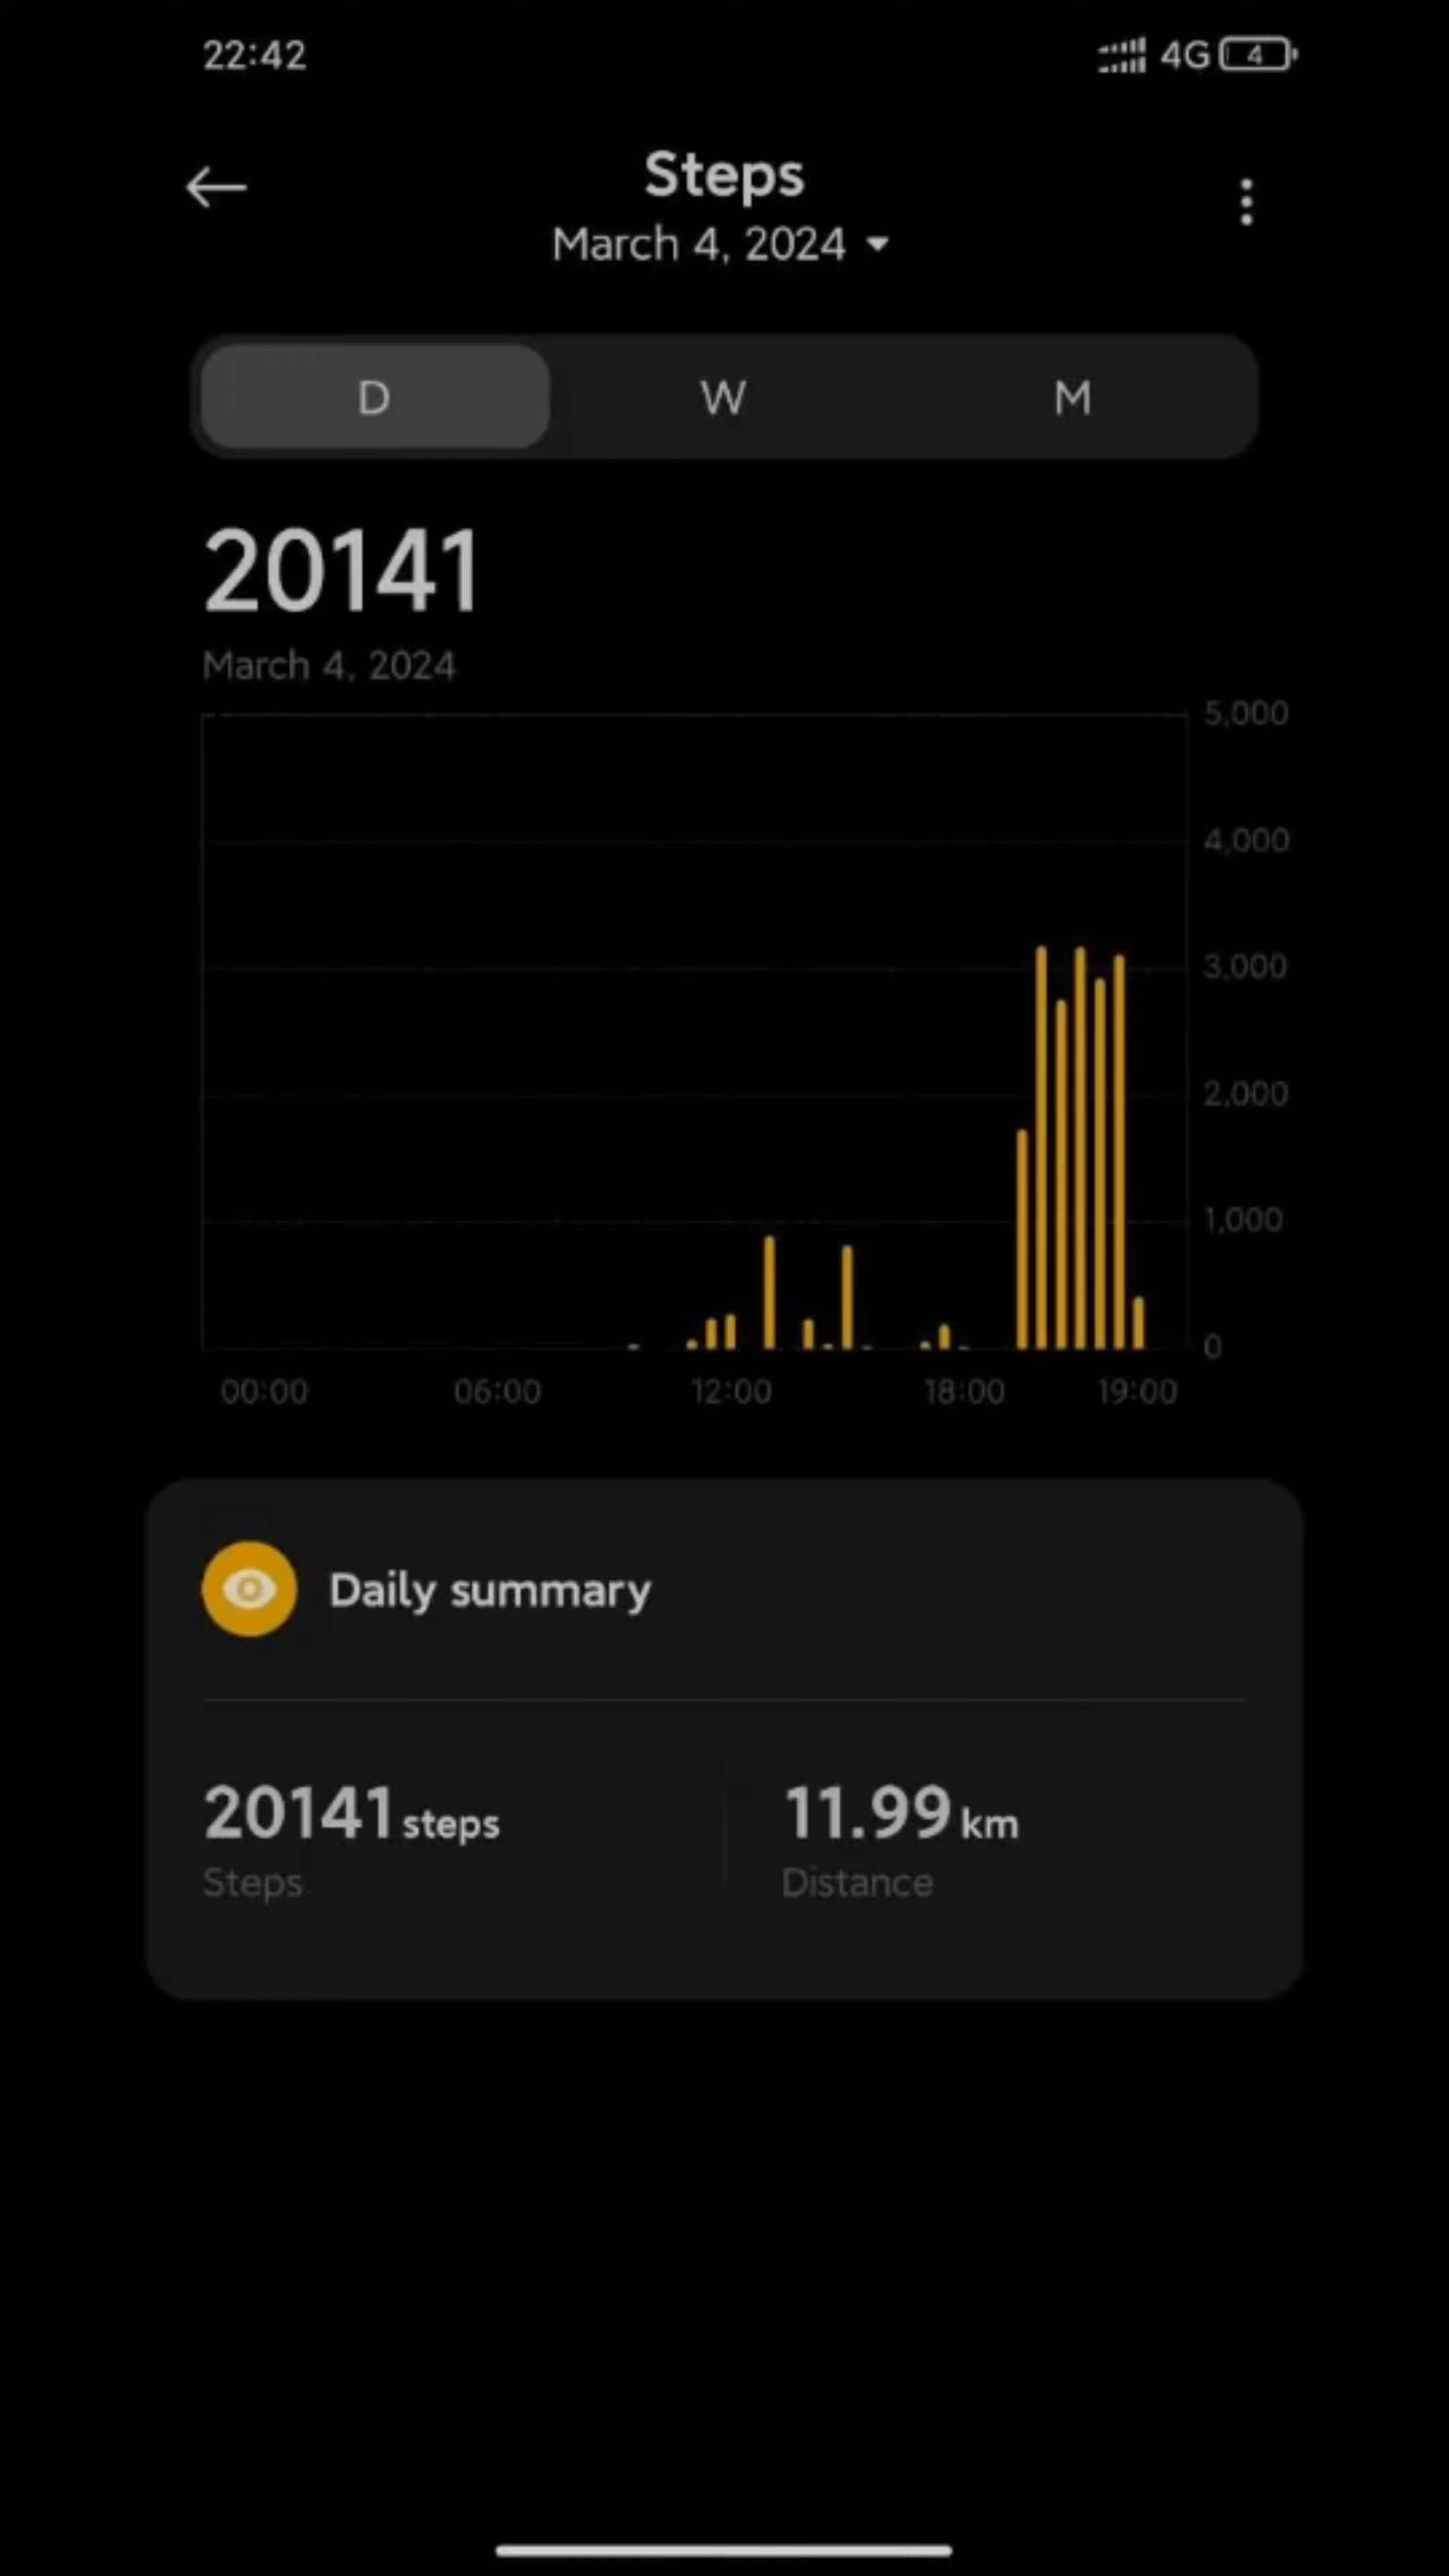 22:42 4G 4
Steps
March 4, 2024
D W M
20141
March 4, 2024
5,000
4,000
3,000
2,000
1,000
0
00:00 06:00 12:00 18:00 19:00
Daily summary
20141 steps 11.99 km
Steps Distance